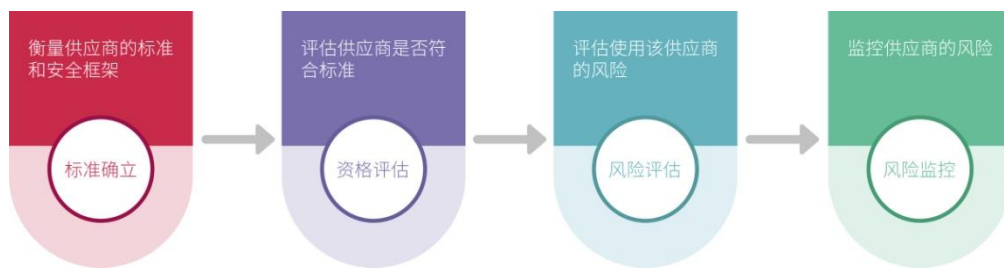 衡量供应商的标准
和安全框架
标准确立
评估供应商是否符
合标准
资格评估
评估使用该供应商
的风险
风险评估
监控供应商的风险
风险监控